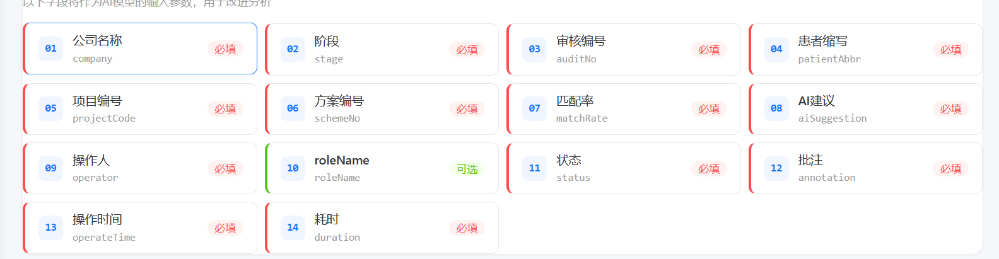 以下字段将作为AI模型的输入参数，用于改进分析
01 公司名称 必填
company
02 阶段 必填
stage
03 审核编号 必填
auditNo
04 患者缩写 必填
patientAbbr
05 项目编号 必填
projectCode
06 方案编号 必填
schemeNo
07 匹配率 必填
matchRate
08 AI建议 必填
aiSuggestion
09 操作人 必填
operator
10 roleName 可选
roleName
11 状态 必填
status
12 批注 必填
annotation
13 操作时间 必填
operateTime
14 耗时 必填
duration